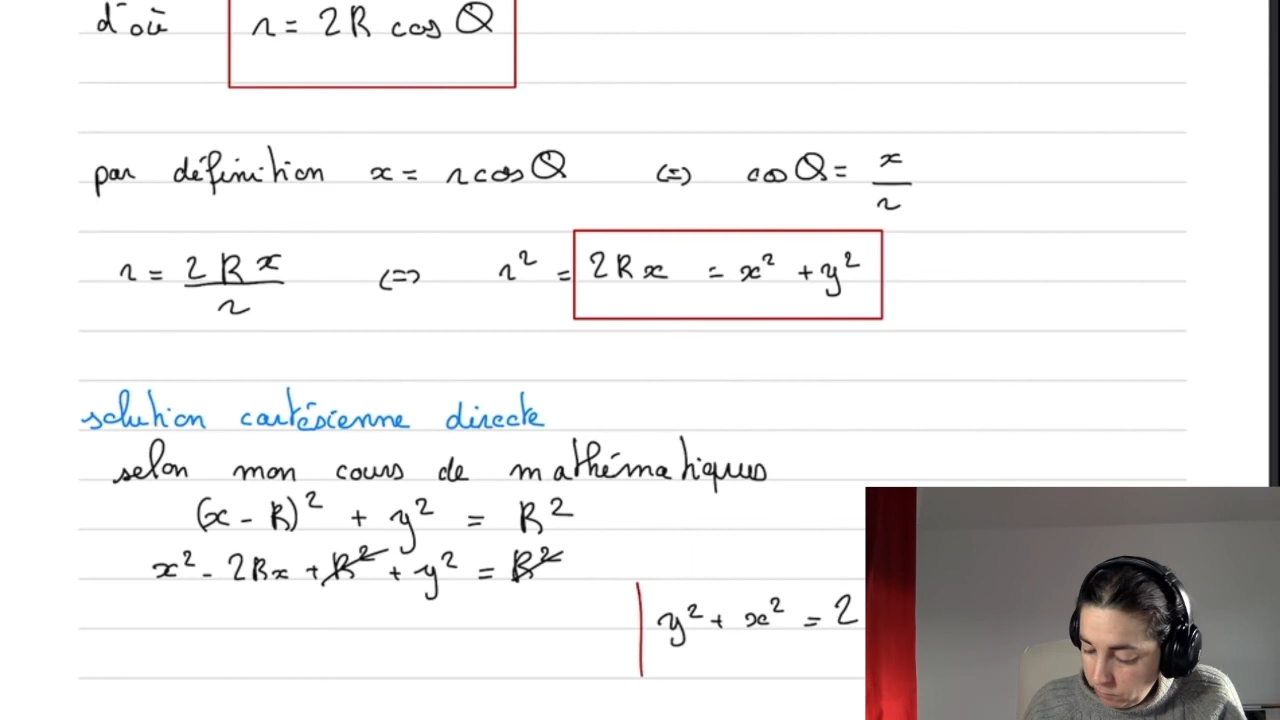 d'où r = 2R cos θ
par définition x = r cos θ <=> cos θ = x/r
r = 2Rx/r <=> r² = 2Rx = x² + y²
solution cartésienne directe
selon mon cours de mathématiques
(x - R)² + y² = R²
x² - 2Rx + R² + y² = R²
y² + x² = 2